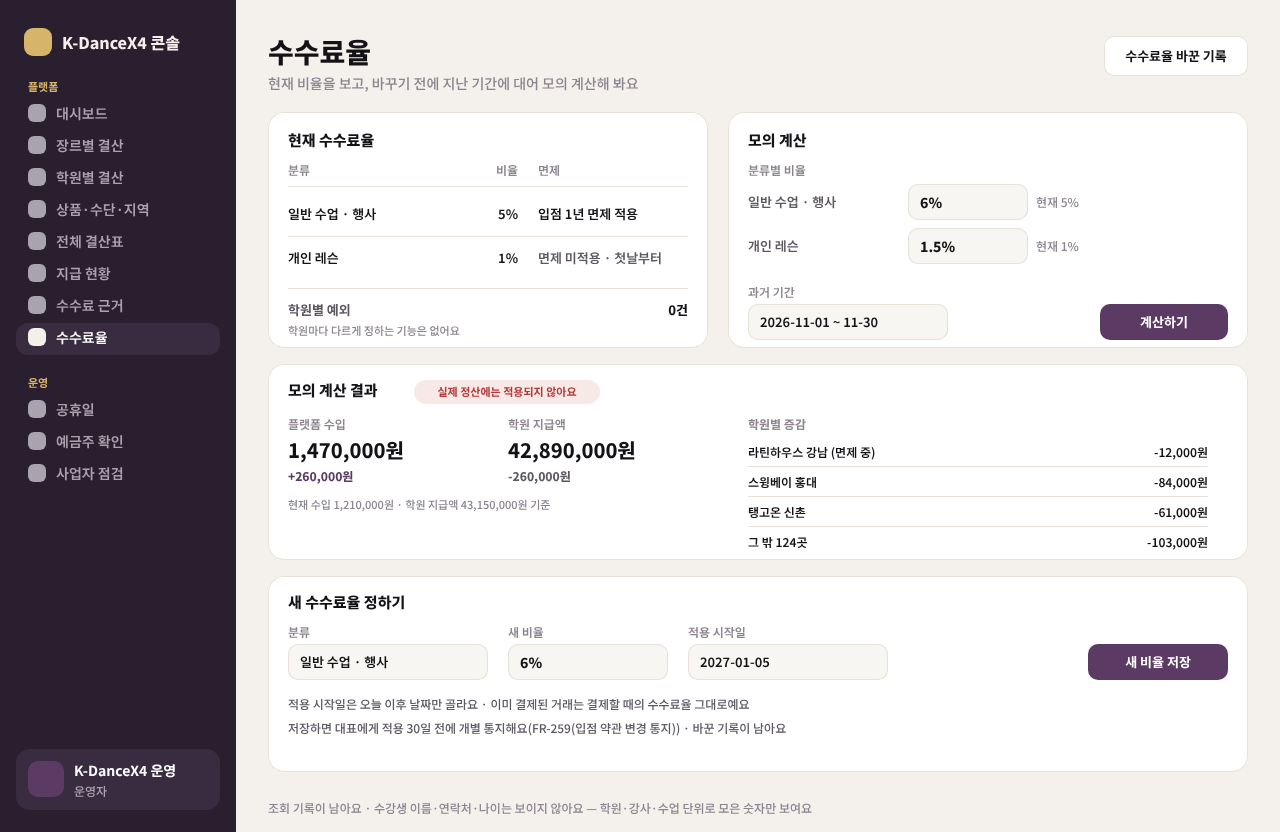 K-DanceX4 콘솔
플랫폼
대시보드
장르별 결산
학원별 결산
상품·수단·지역
전체 결산표
지급 현황
수수료 근거
수수료율
운영
공휴일
예금주 확인
사업자 점검
K-DanceX4 운영
운영자
수수료율
현재 비율을 보고, 바꾸기 전에 지난 기간에 대어 모의 계산해 봐요
수수료율 바꾼 기록
현재 수수료율
분류 비율 면제
일반 수업 · 행사 5% 입점 1년 면제 적용
개인 레슨 1% 면제 미적용 · 첫날부터
학원별 예외 0건
학원마다 다르게 정하는 기능은 없어요
모의 계산
분류별 비율
일반 수업 · 행사 6% 현재 5%
개인 레슨 1.5% 현재 1%
과거 기간
2026-11-01 ~ 11-30 계산하기
모의 계산 결과 실제 정산에는 적용되지 않아요
플랫폼 수입 학원 지급액
1,470,000원 42,890,000원
+260,000원 -260,000원
현재 수입 1,210,000원 · 학원 지급액 43,150,000원 기준
학원별 증감
라틴하우스 강남 (면제 중) -12,000원
스윙베이 홍대 -84,000원
탱고온 신촌 -61,000원
그 밖 124곳 -103,000원
새 수수료율 정하기
분류 새 비율 적용 시작일
일반 수업 · 행사 6% 2027-01-05 새 비율 저장
적용 시작일은 오늘 이후 날짜만 골라요 · 이미 결제된 거래는 결제할 때의 수수료율 그대로예요
저장하면 대표에게 적용 30일 전에 개별 통지해요(FR-259(입점 약관 변경 통지)) · 바꾼 기록이 남아요
조회 기록이 남아요 · 수강생 이름·연락처·나이는 보이지 않아요 — 학원·강사·수업 단위로 모은 숫자만 보여요